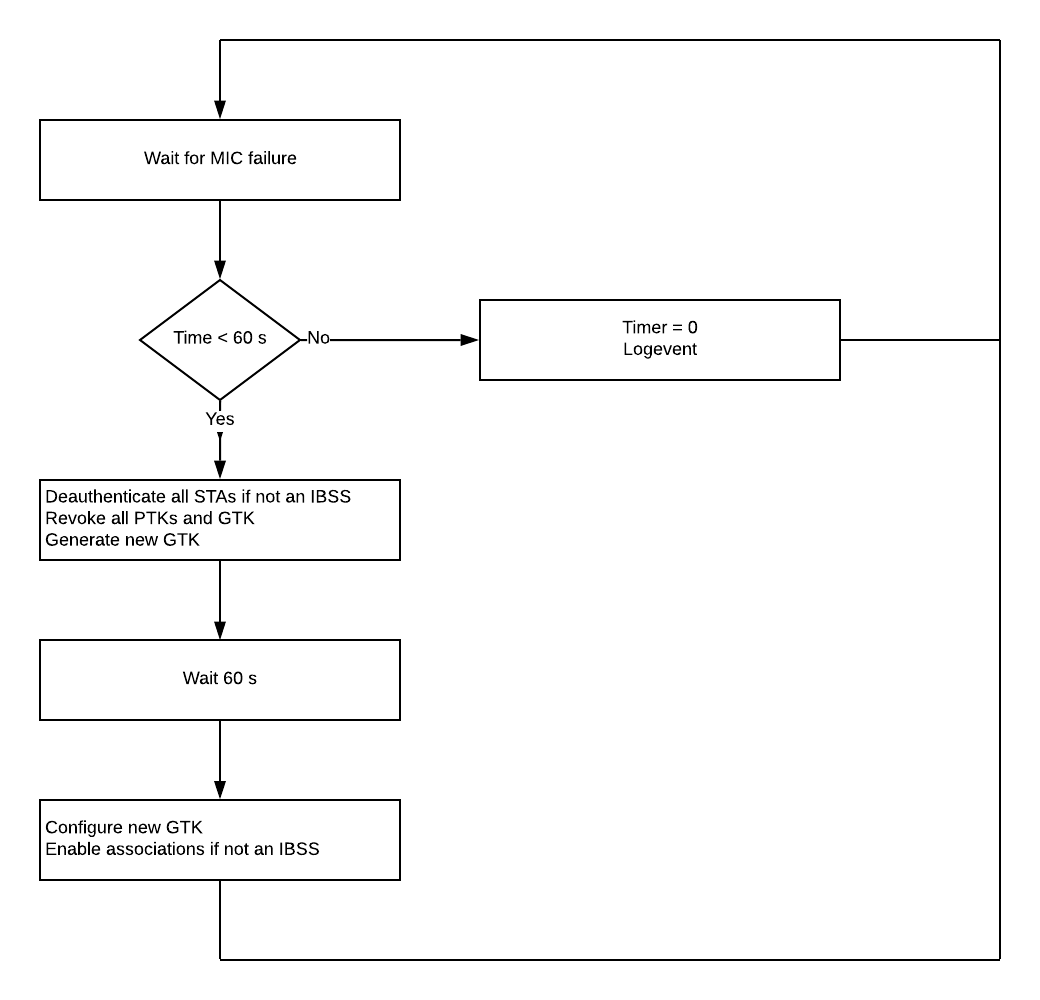 Wait for MIC failure
Time < 60 s
No
Timer = 0
Logevent
Yes
Deauthenticate all STAs if not an IBSS
Revoke all PTKs and GTK
Generate new GTK
Wait 60 s
Configure new GTK
Enable associations if not an IBSS